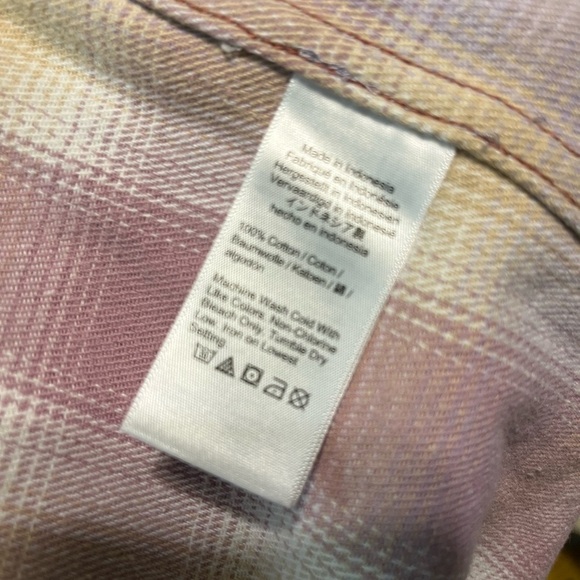 Made in Indonesia
Fabriqué en Indonésie
Hergestellt in Indonesien
Vervaardigd in Indonesië
インドネシア製
hecho en indonesia
100% Cotton / Coton /
Baumwolle / Katoen / 綿 /
algodón
Machine Wash Cold With
Like Colors. Non-Chlorine
Bleach Only. Tumble Dry
Low. Iron on Lowest
Setting